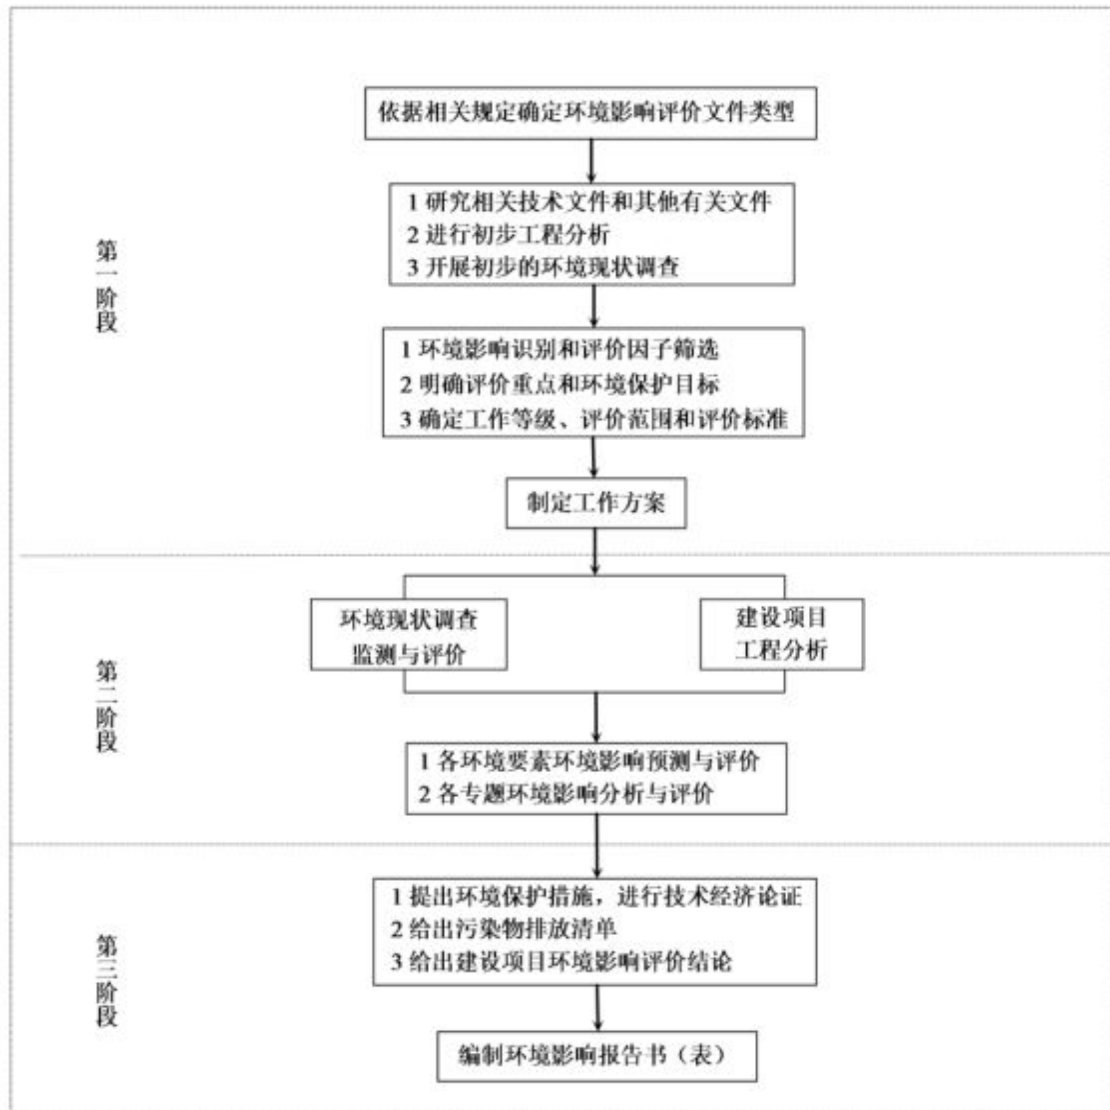 依据相关规定确定环境影响评价文件类型
1 研究相关技术文件和其他有关文件
2 进行初步工程分析
3 开展初步的环境现状调查
第一阶段
1 环境影响识别和评价因子筛选
2 明确评价重点和环境保护目标
3 确定工作等级、评价范围和评价标准
制定工作方案
环境现状调查
监测与评价
建设项目
工程分析
第二阶段
1 各环境要素环境影响预测与评价
2 各专题环境影响分析与评价
1 提出环境保护措施，进行技术经济论证
2 给出污染物排放清单
3 给出建设项目环境影响评价结论
第三阶段
编制环境影响报告书（表）